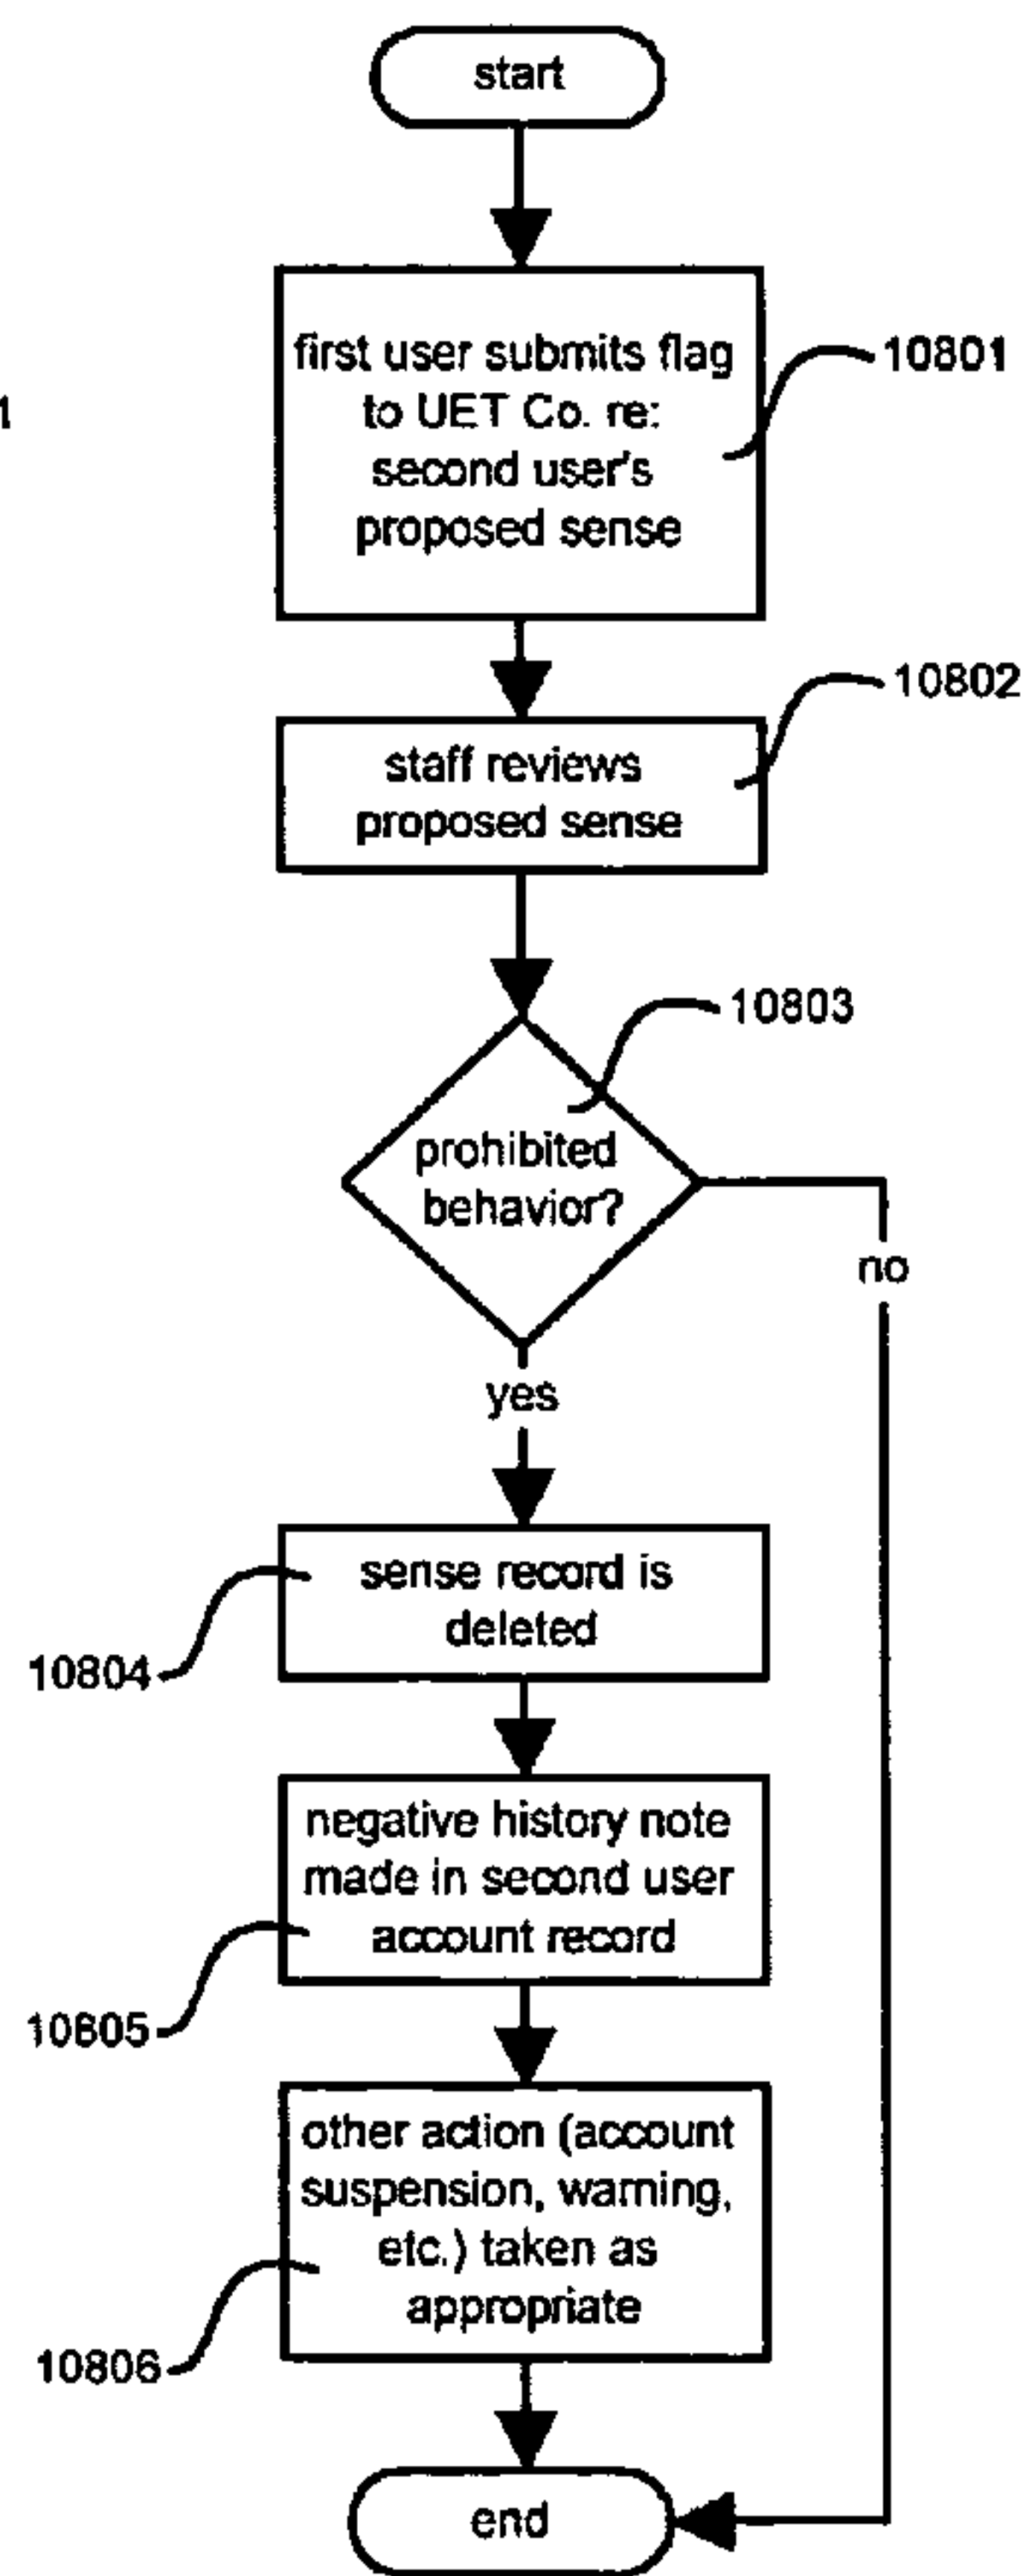 start
first user submits flag
to UET Co. re:
second user's
proposed sense
10801
1
staff reviews
proposed sense
10802
prohibited
behavior?
10803
no
yes
sense record is
deleted
10804
negative history note
made in second user
account record
10805
other action (account
suspension, warning,
etc.) taken as
appropriate
10806
end